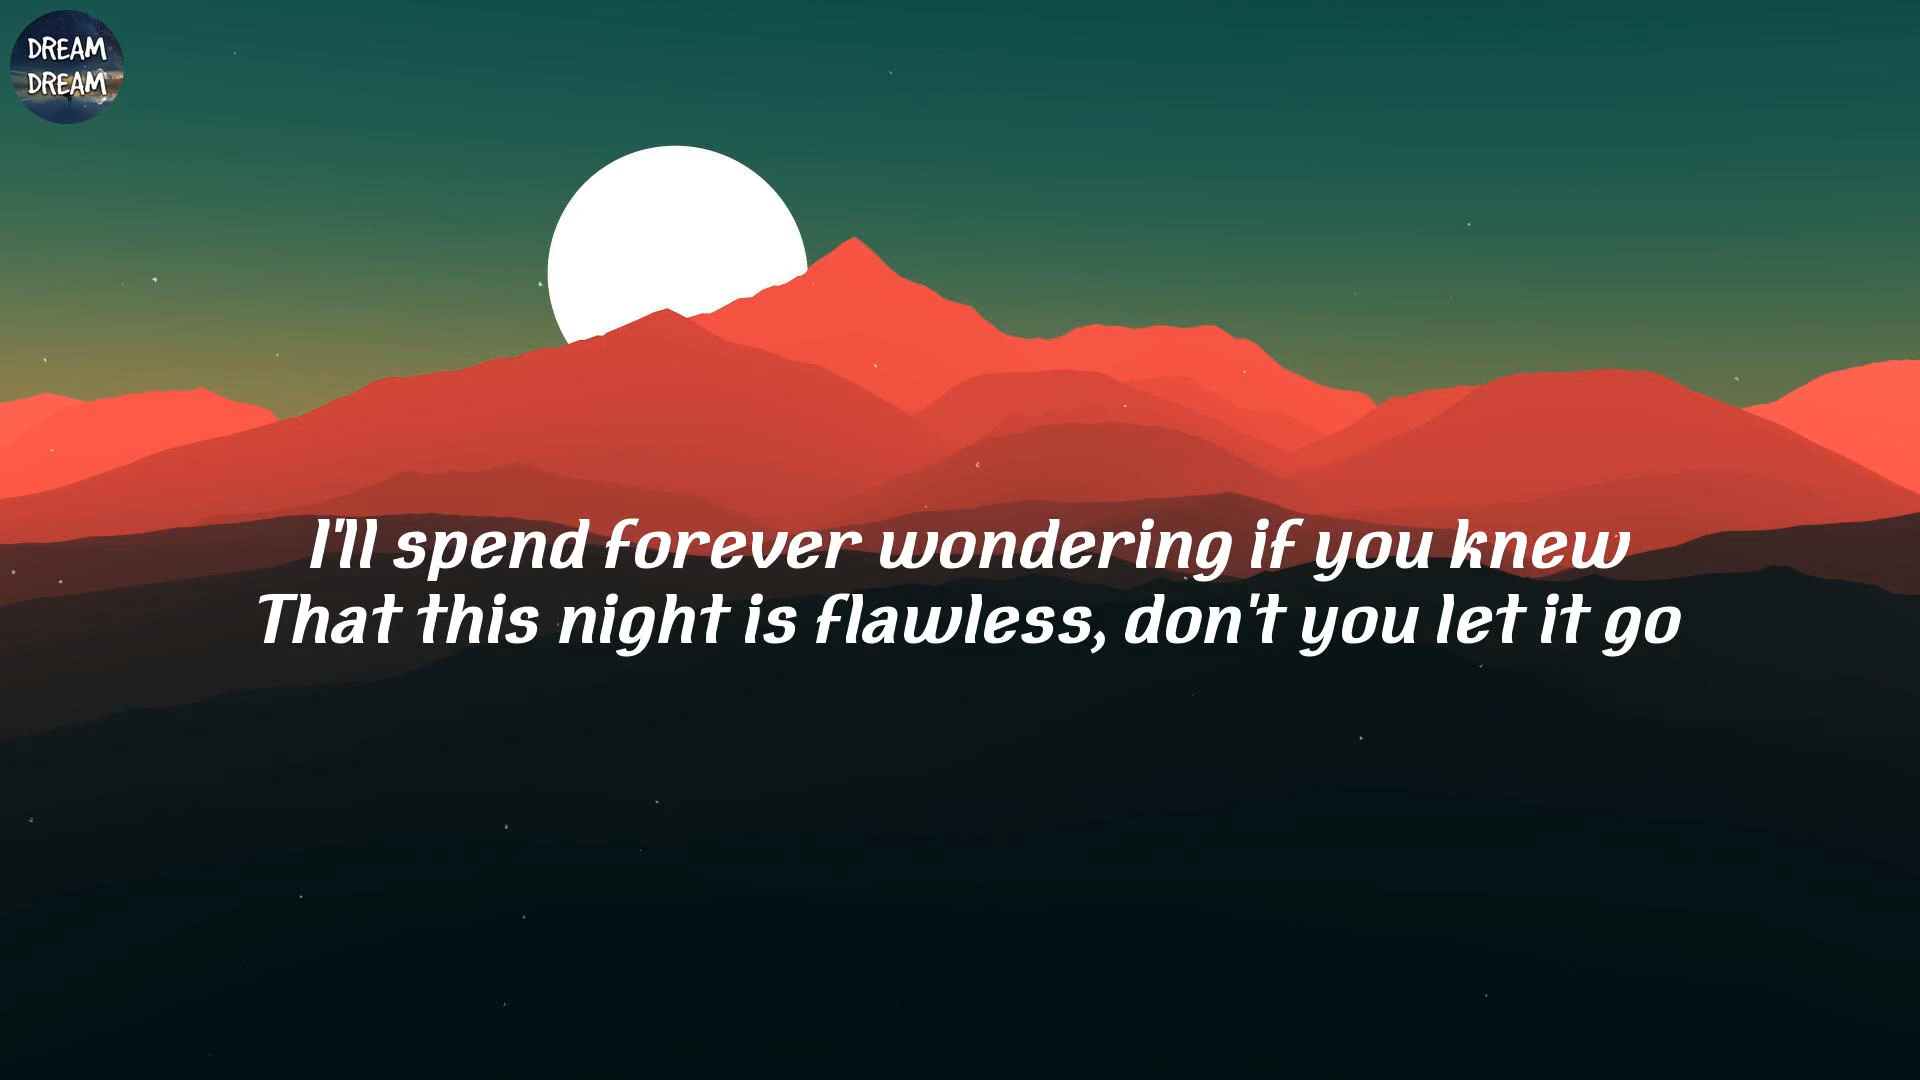 DREAM
DREAM
I'll spend forever wondering if you knew
That this night is flawless, don't you let it go